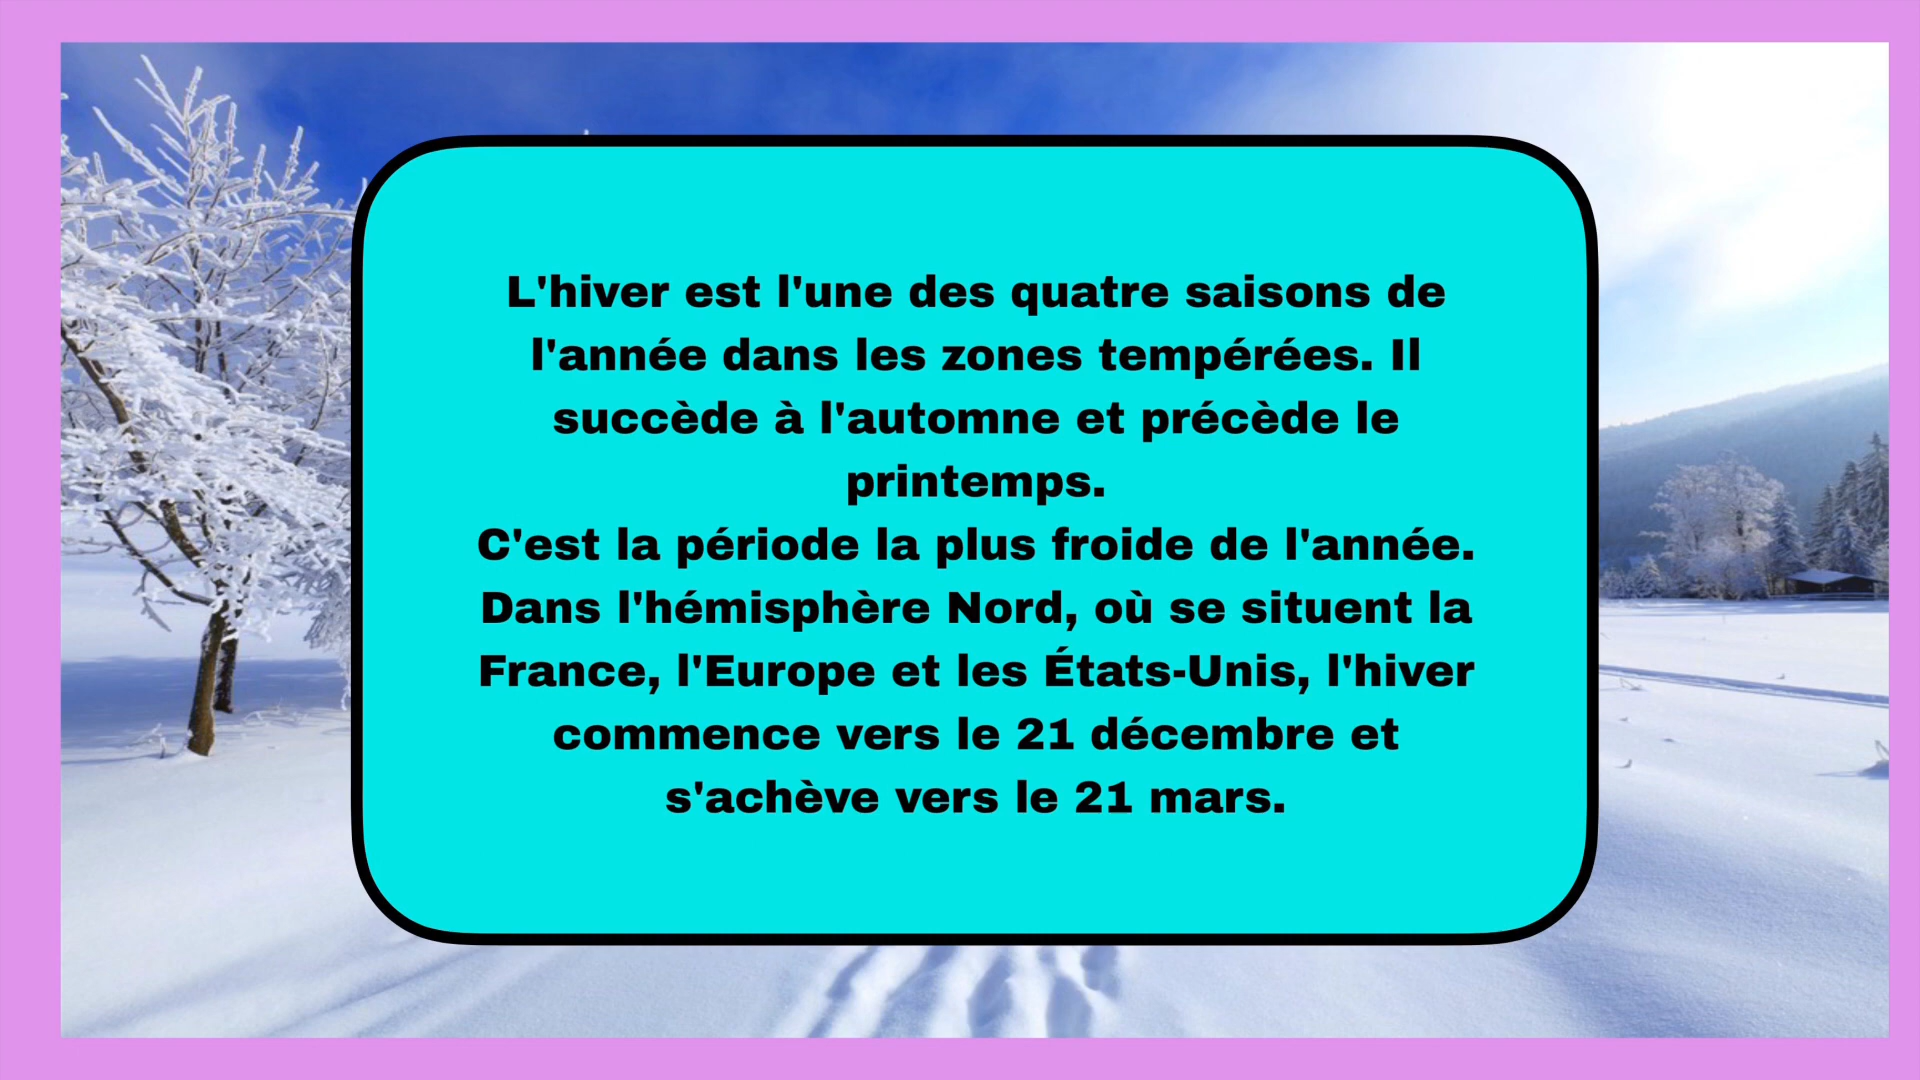 L'hiver est l'une des quatre saisons de
l'année dans les zones tempérées. Il
succède à l'automne et précède le
printemps.
C'est la période la plus froide de l'année.
Dans l'hémisphère Nord, où se situent la
France, l'Europe et les États-Unis, l'hiver
commence vers le 21 décembre et
s'achève vers le 21 mars.